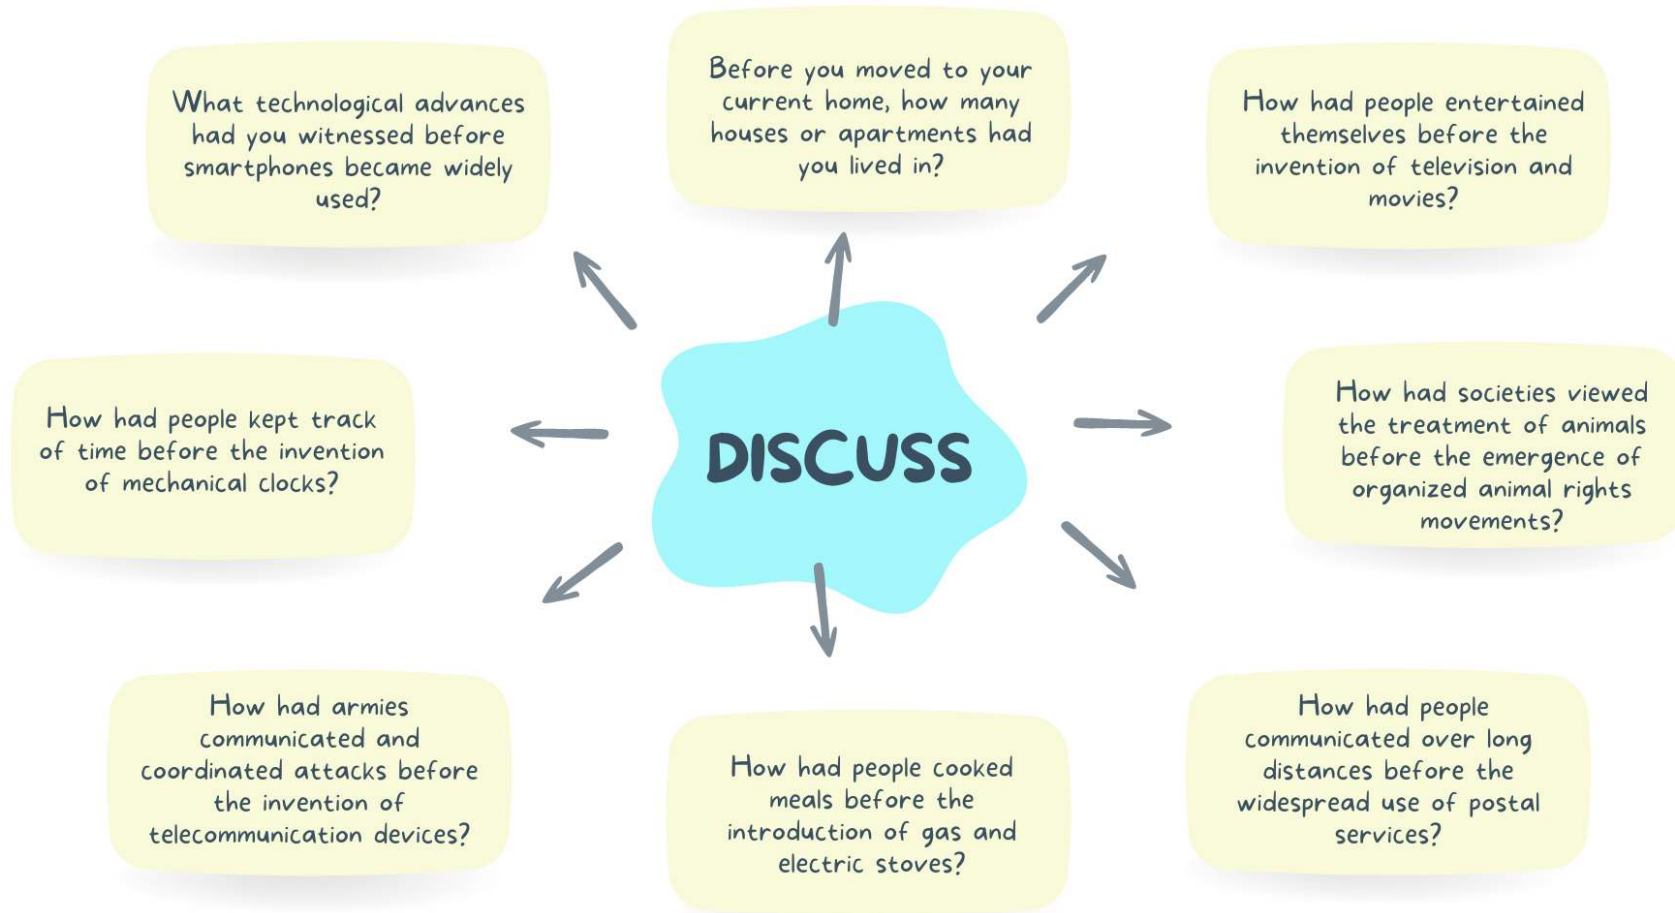 What technological advances
had you witnessed before
smartphones became widely
used?
Before you moved to your
current home, how many
houses or apartments had
you lived in?
How had people entertained
themselves before the
invention of television and
movies?
How had people kept track
of time before the invention
of mechanical clocks?
DISCUSS
How had societies viewed
the treatment of animals
before the emergence of
organized animal rights
movements?
How had armies
communicated and
coordinated attacks before
the invention of
telecommunication devices?
How had people cooked
meals before the
introduction of gas and
electric stoves?
How had people
communicated over long
distances before the
widespread use of postal
services?